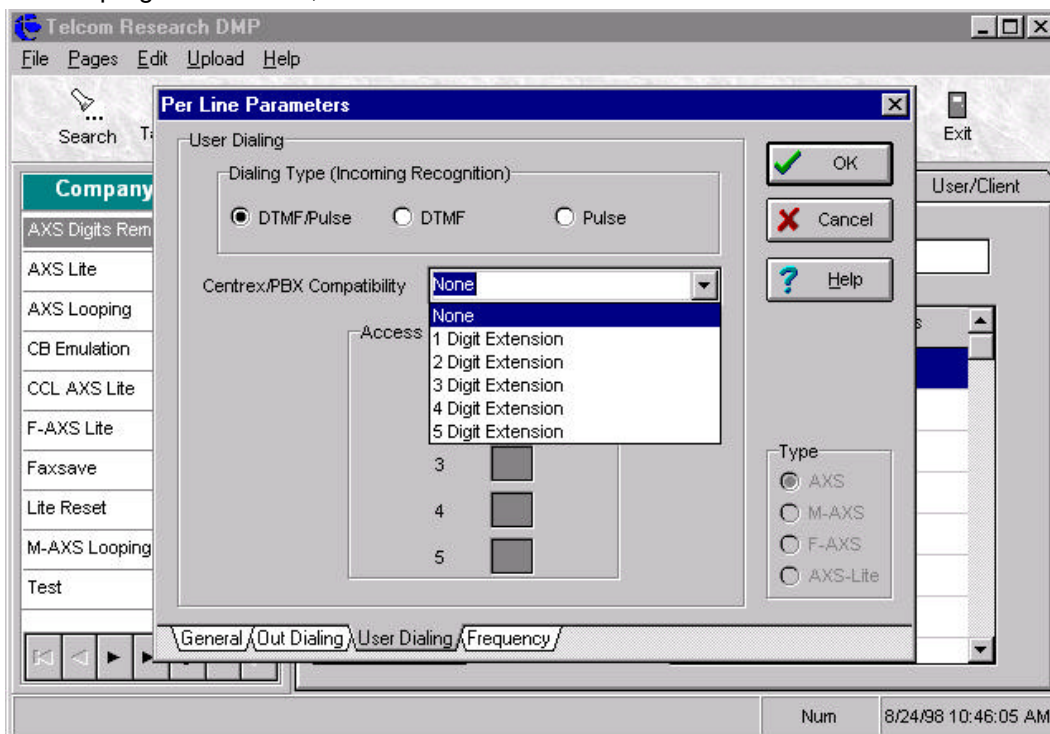 Telcom Research DMP
File Pages Edit Upload Help
Search
Exit
Per Line Parameters
User Dialing
Dialing Type (Incoming Recognition)
DTMF/Pulse DTMF Pulse
Centrex/PBX Compatibility None
None
1 Digit Extension
2 Digit Extension
3 Digit Extension
4 Digit Extension
5 Digit Extension
Access
3
4
5
OK
Cancel
Help
Type
AXS
M-AXS
F-AXS
AXS-Lite
General Out Dialing User Dialing Frequency
Company
AXS Digits Rem
AXS Lite
AXS Looping
CB Emulation
CCL AXS Lite
F-AXS Lite
Faxsave
Lite Reset
M-AXS Looping
Test
User/Client
Num 8/24/98 10:46:05 AM